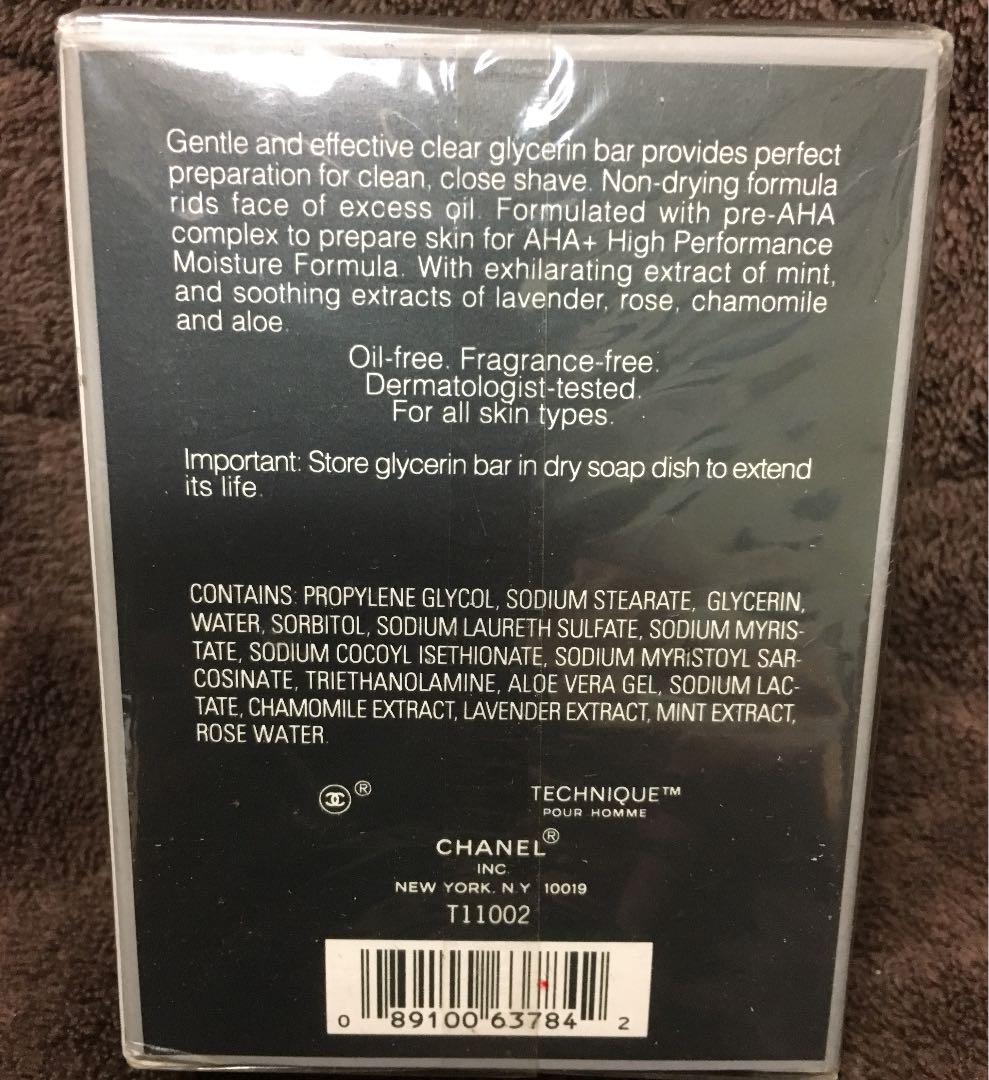 Gentle and effective clear glycerin bar provides perfect
preparation for clean, close shave. Non-drying formula
rids face of excess oil. Formulated with pre-AHA
complex to prepare skin for AHA+ High Performance
Moisture Formula. With exhilarating extract of mint,
and soothing extracts of lavender, rose, chamomile
and aloe.
Oil-free. Fragrance-free.
Dermatologist-tested.
For all skin types.
Important: Store glycerin bar in dry soap dish to extend
its life.
CONTAINS: PROPYLENE GLYCOL, SODIUM STEARATE, GLYCERIN,
WATER, SORBITOL, SODIUM LAURETH SULFATE, SODIUM MYRIS-
TATE, SODIUM COCOYL ISETHIONATE, SODIUM MYRISTOYL SAR-
COSINATE, TRIETHANOLAMINE, ALOE VERA GEL, SODIUM LAC-
TATE, CHAMOMILE EXTRACT, LAVENDER EXTRACT, MINT EXTRACT,
ROSE WATER.
® TECHNIQUE™
POUR HOMME
CHANEL®
INC.
NEW YORK, N.Y. 10019
T11002
0 89100 63784 2